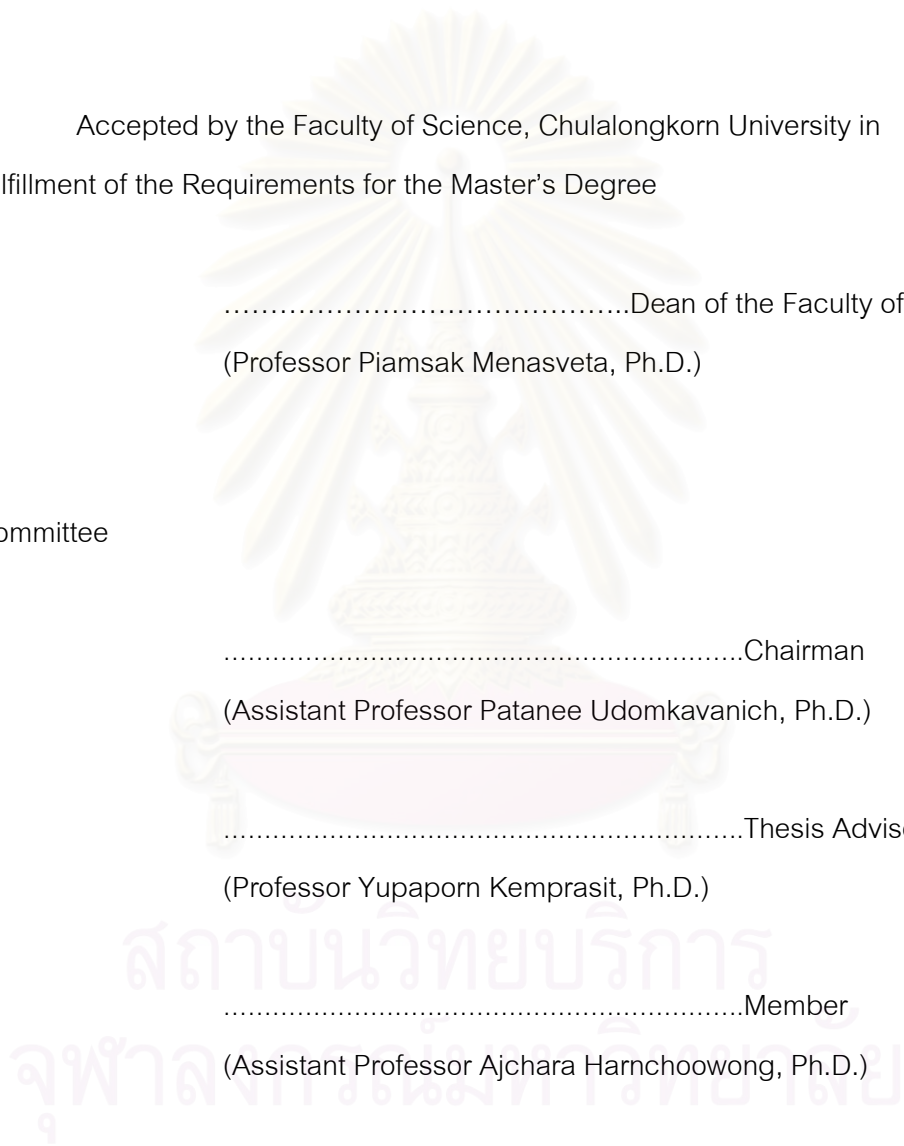 Accepted by the Faculty of Science, Chulalongkorn University in
lfillment of the Requirements for the Master's Degree
…………………………………..Dean of the Faculty of
(Professor Piamsak Menasveta, Ph.D.)
ommittee
................................................................Chairman
(Assistant Professor Patanee Udomkavanich, Ph.D.)
................................................................Thesis Advis
(Professor Yupaporn Kemprasit, Ph.D.)
สถาบันวิทยบริการ
................................................................Member
(Assistant Professor Ajchara Harnchoowong, Ph.D.)
จุฬาลงกรณ์มหาวิทยาลัย